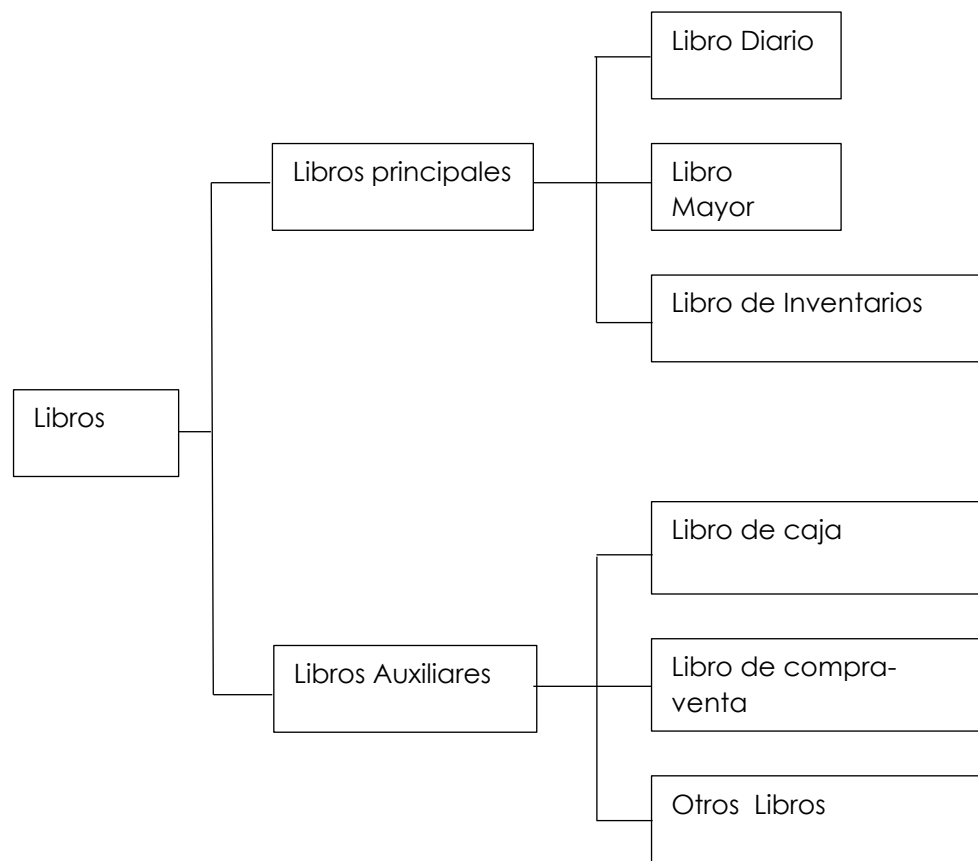 Libro Diario
Libros principales
Libro
Mayor
Libro de Inventarios
Libros
Libro de caja
Libros Auxiliares
Libro de compra-
venta
Otros  Libros